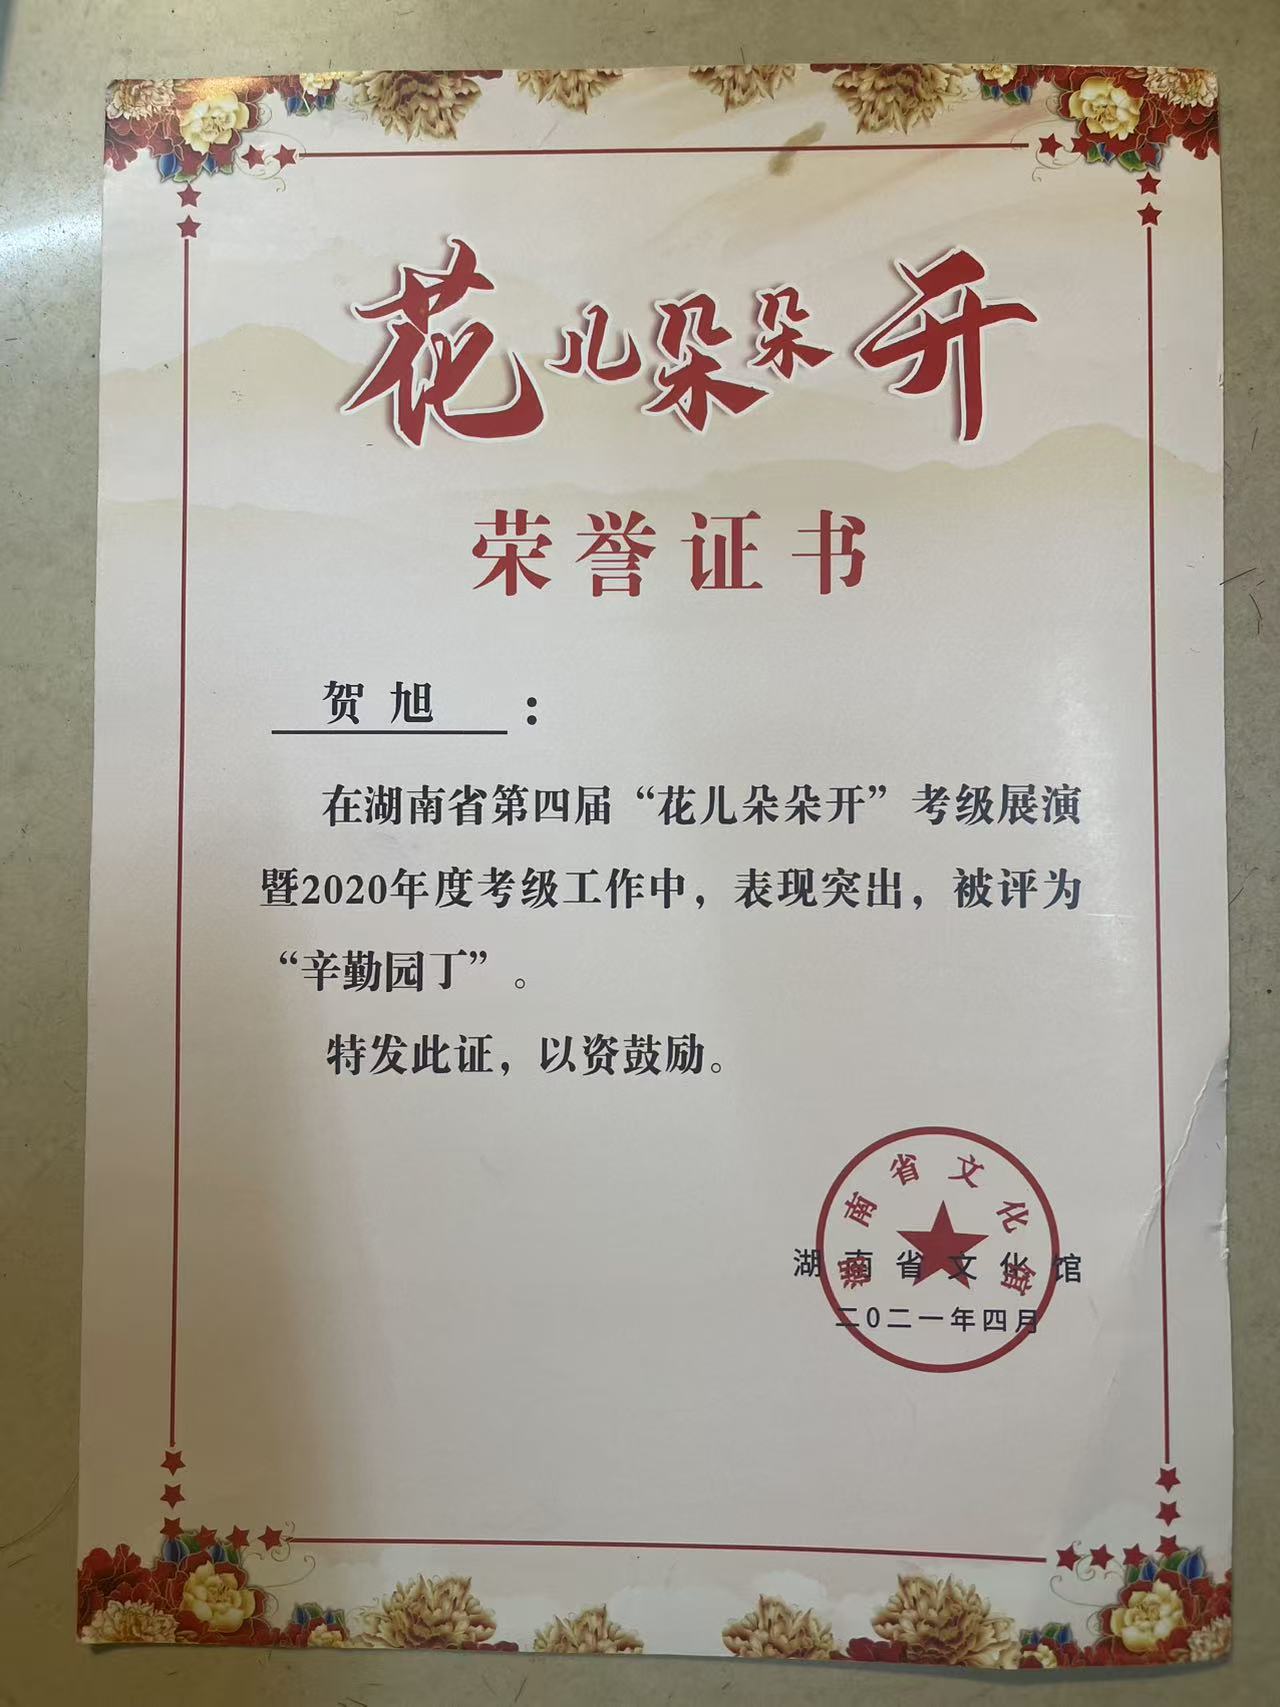 花儿朵朵开
荣誉证书
贺旭：
在湖南省第四届“花儿朵朵开”考级展演
暨2020年度考级工作中，表现突出，被评为
“辛勤园丁”。
特发此证，以资鼓励。
湖南省文化馆
湖南省文化馆
二0二一年四月